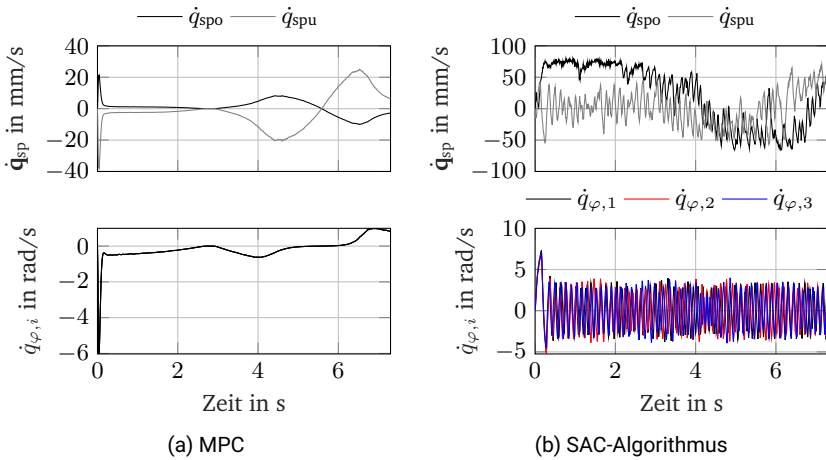 q̇spo q̇spu
q̇spo q̇spu
40
20
0
−20
−40
q̇sp in mm/s
100
50
0
−50
−100
q̇sp in mm/s
q̇φ,1 q̇φ,2 q̇φ,3
0
−2
−4
−6
q̇φ,i in rad/s
0 2 4 6
Zeit in s
10
5
0
−5
q̇φ,i in rad/s
0 2 4 6
Zeit in s
(a) MPC
(b) SAC-Algorithmus